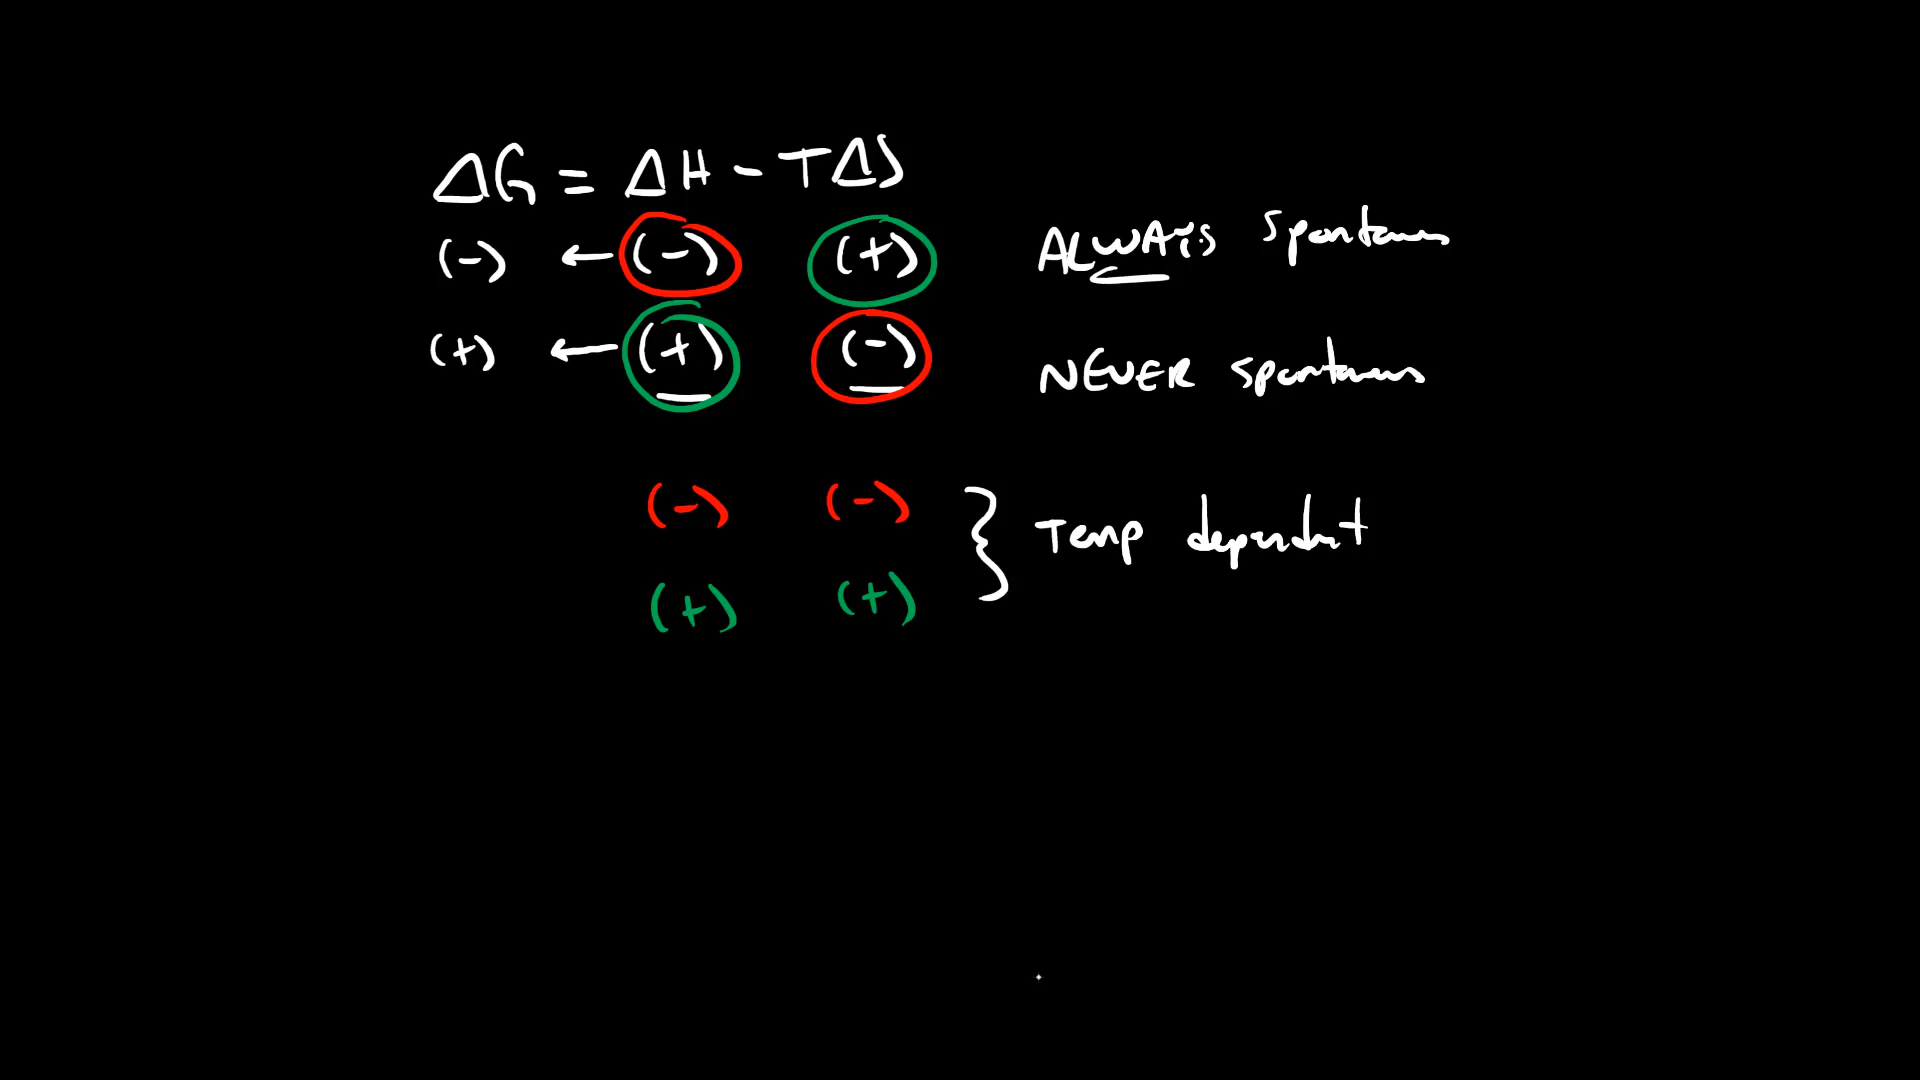 ΔG = ΔH - TΔS
(-) ← (-) (+) ALWAYS spontaneous
(+) ← (+) (-) NEVER spontaneous
(-) (-)
} Temp dependent
(+) (+)